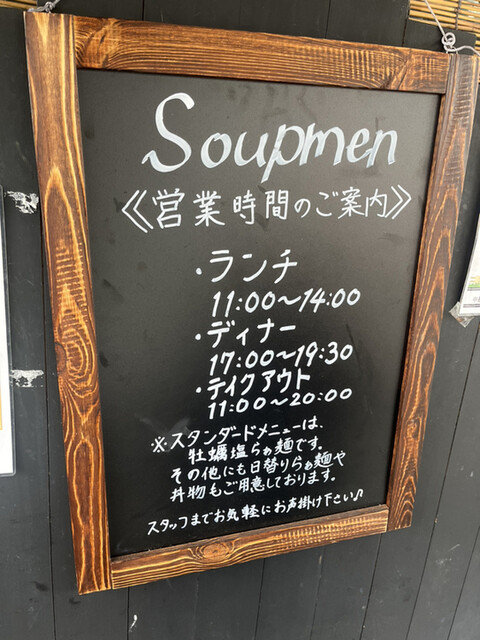 Soupmen
《営業時間のご案内》
・ランチ
11:00～14:00
・ディナー
17:00～19:30
・テイクアウト
11:00～20:00
※スタンダードメニューは、
牡蠣塩らぁ麺です。
その他にも日替りらぁ麺や
丼物もご用意しております。
スタッフまでお気軽にお声掛け下さい♪